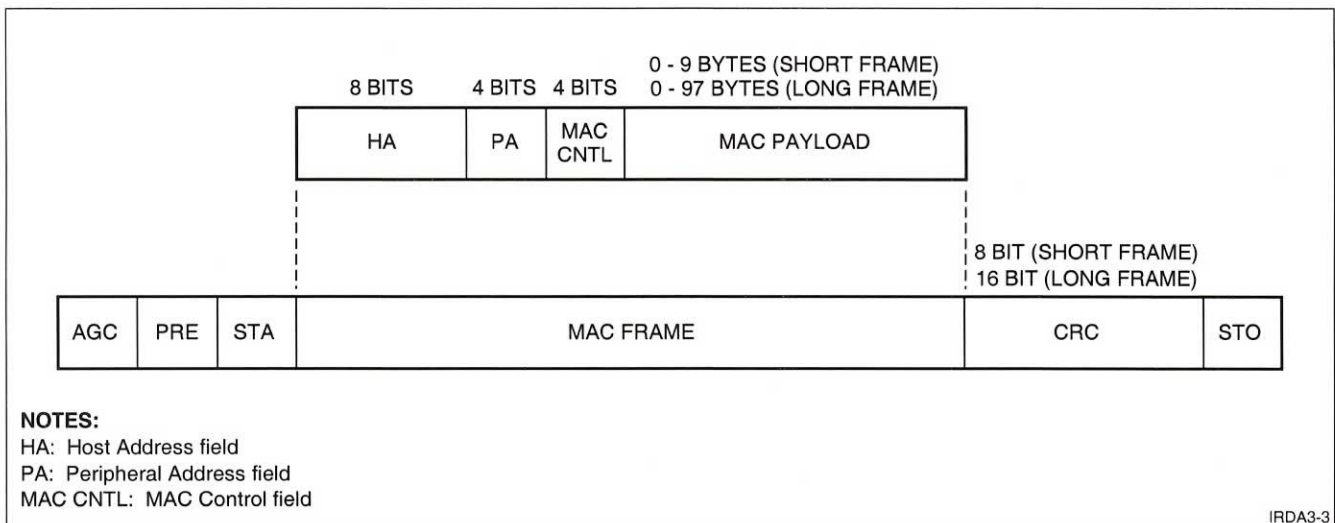 0 - 9 BYTES (SHORT FRAME)
8 BITS 4 BITS 4 BITS 0 - 97 BYTES (LONG FRAME)
HA PA MAC CNTL MAC PAYLOAD
8 BIT (SHORT FRAME)
16 BIT (LONG FRAME)
AGC PRE STA MAC FRAME CRC STO
NOTES:
HA: Host Address field
PA: Peripheral Address field
MAC CNTL: MAC Control field
IRDA3-3